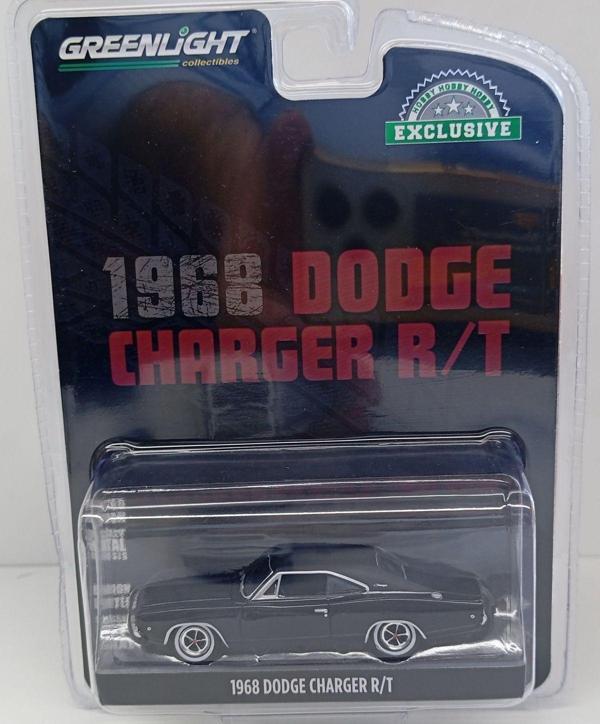 GREENLIGHT
collectibles
HOBBY HOBBY HOBBY
EXCLUSIVE
1968 DODGE
CHARGER R/T
1968 DODGE CHARGER R/T